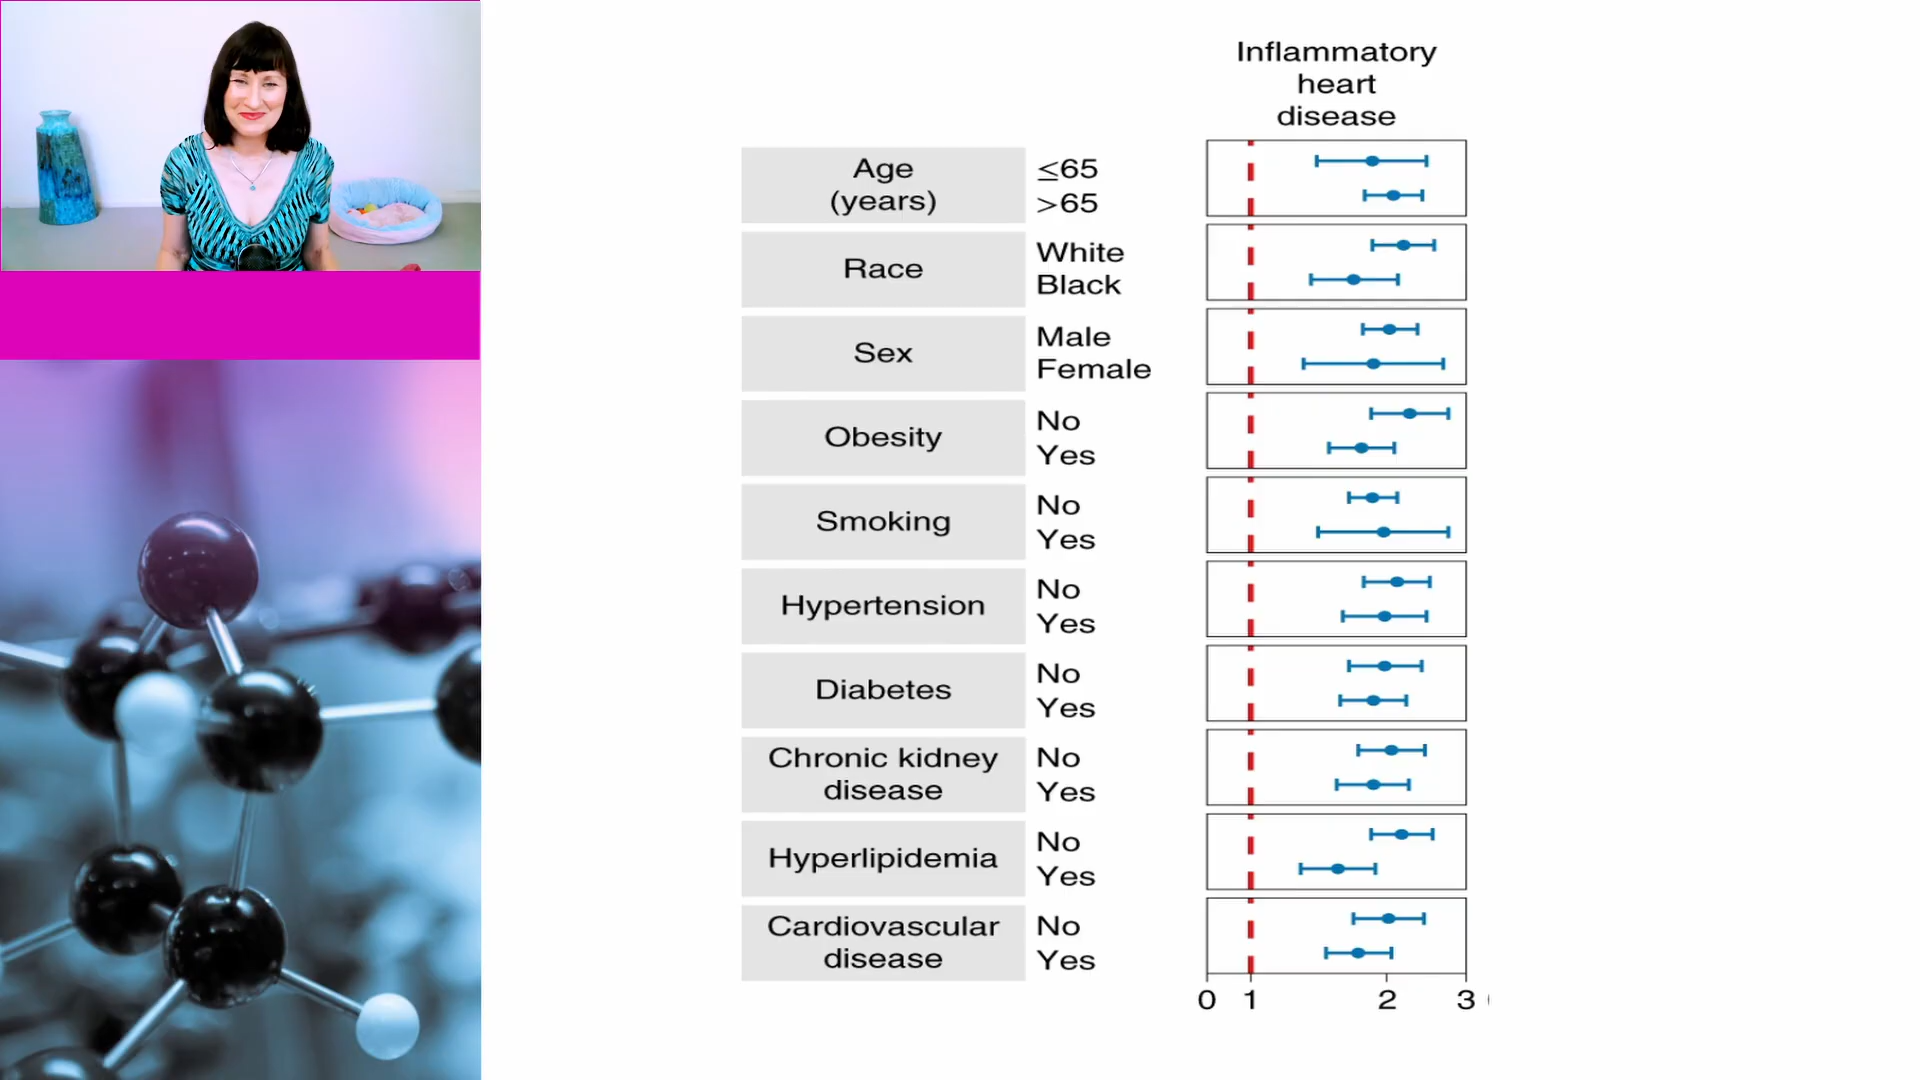 Inflammatory
heart
disease
Age
(years)
≤65
>65
Race
White
Black
Sex
Male
Female
Obesity
No
Yes
Smoking
No
Yes
Hypertension
No
Yes
Diabetes
No
Yes
Chronic kidney
disease
No
Yes
Hyperlipidemia
No
Yes
Cardiovascular
disease
No
Yes
0 1 2 3